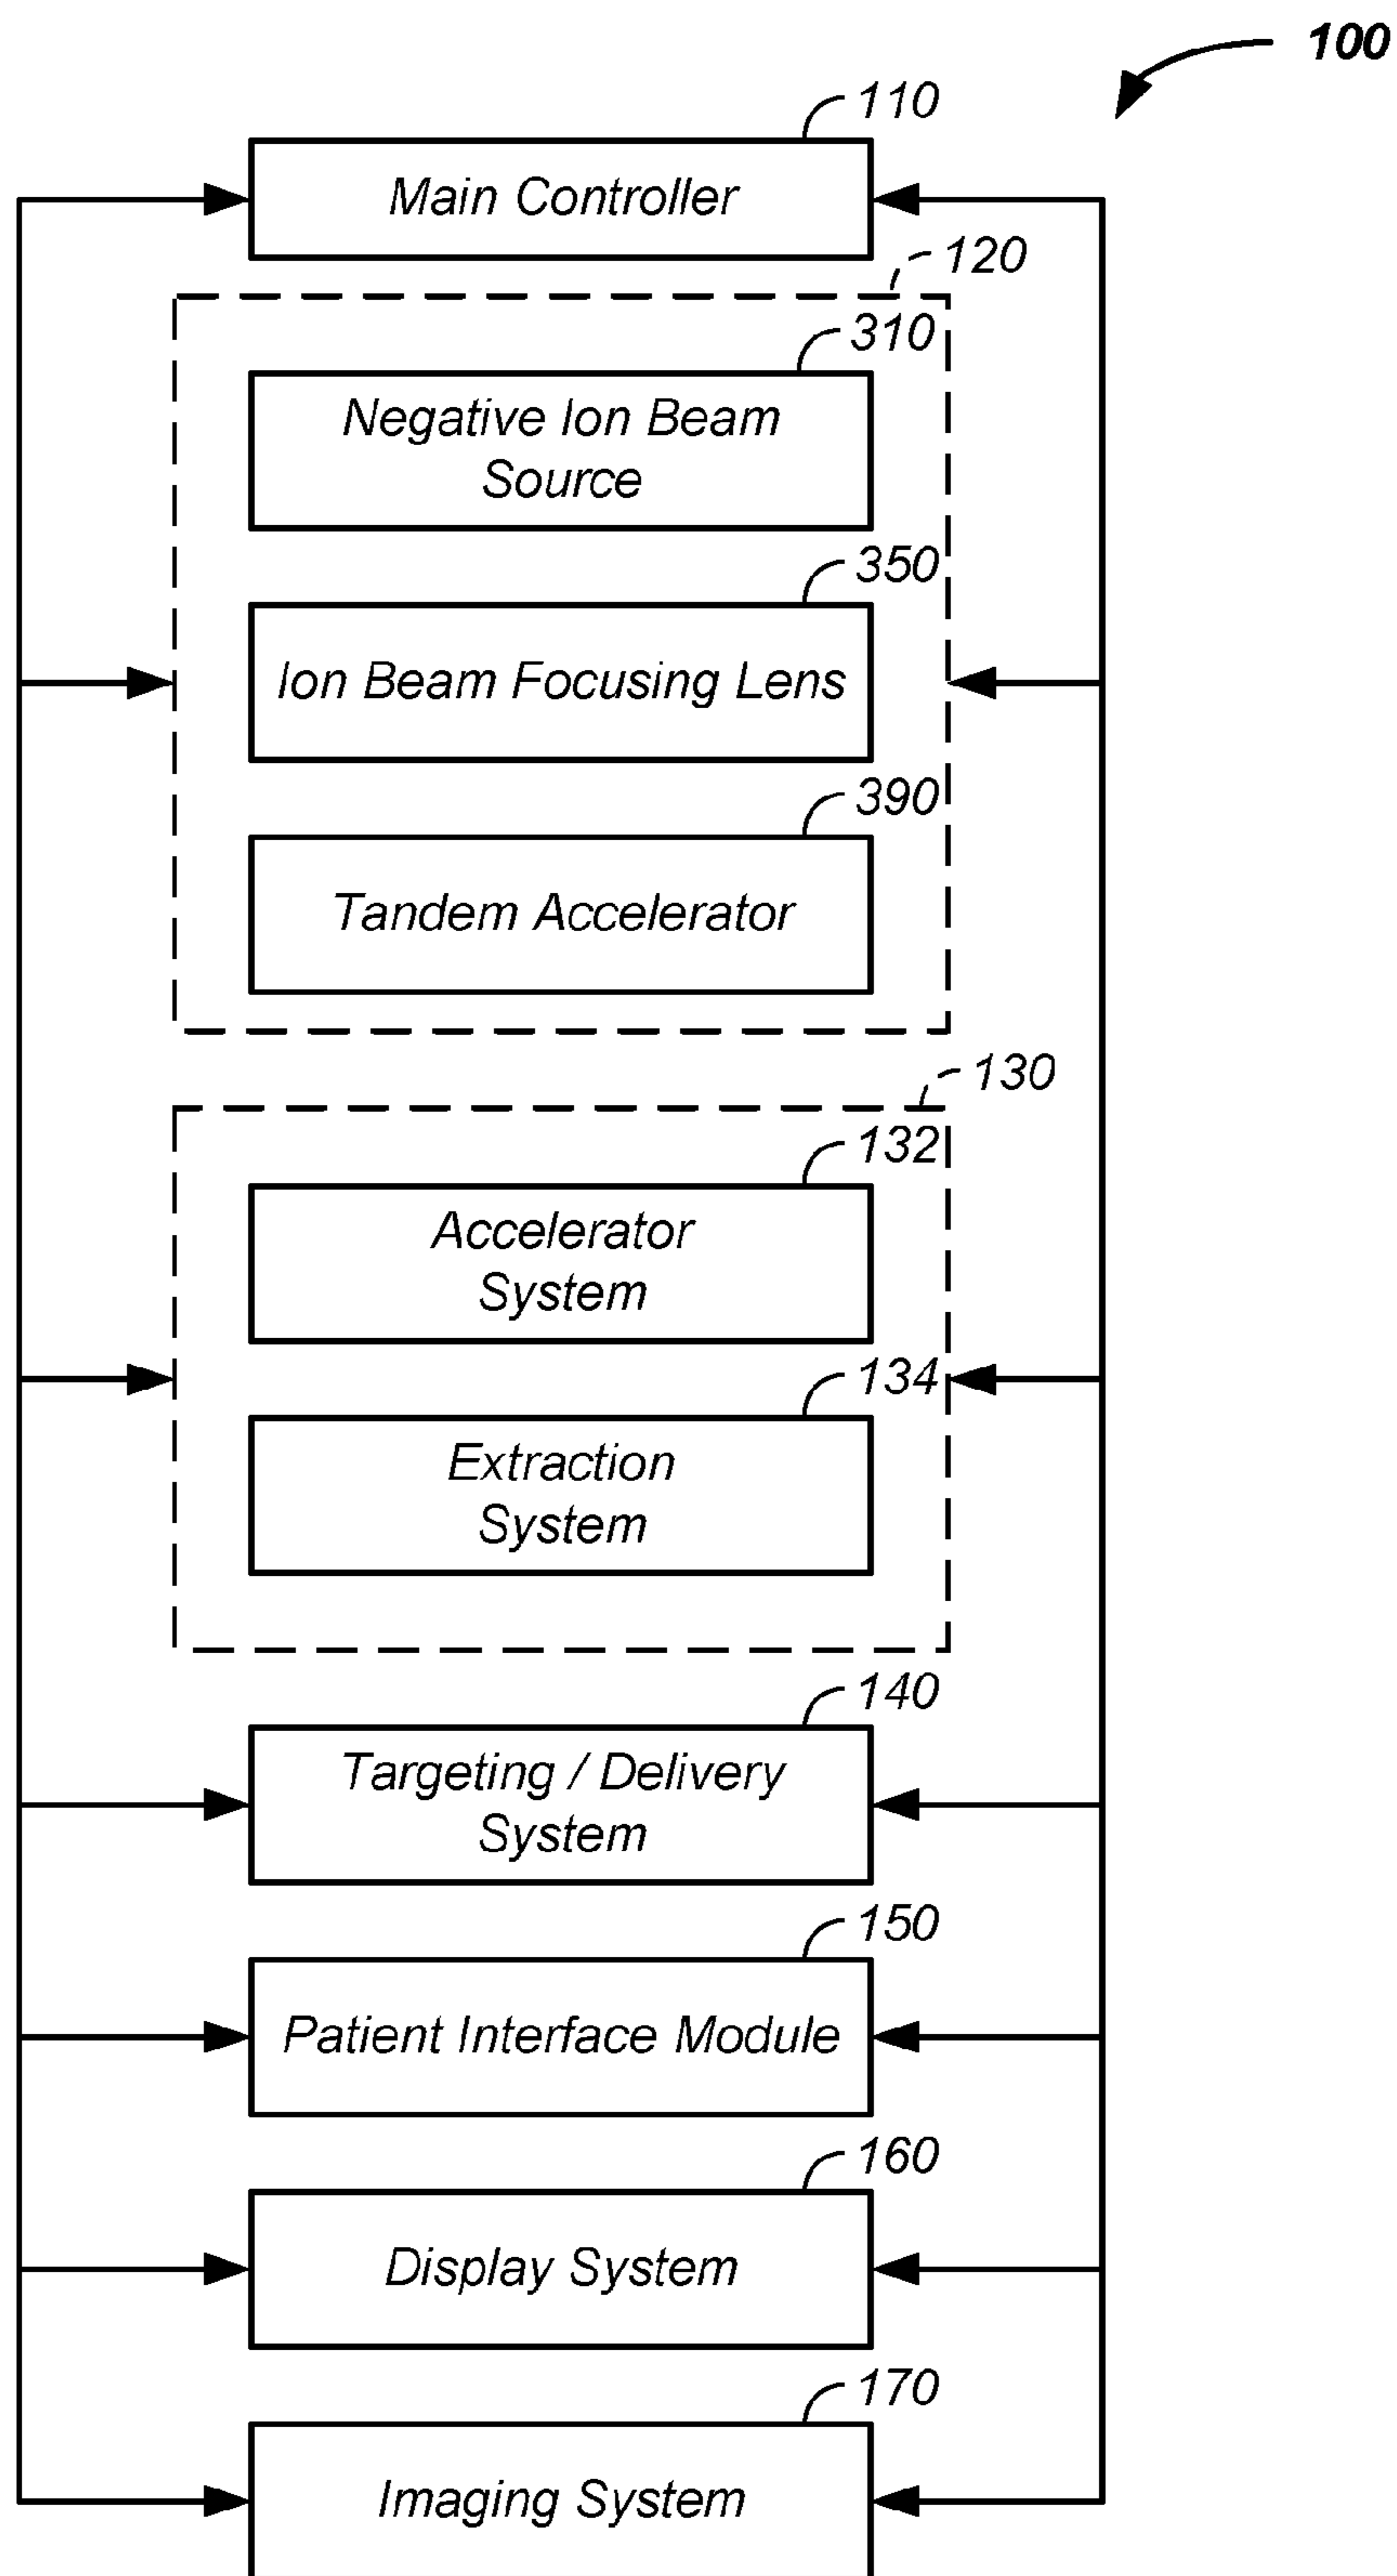 100
110
Main Controller
120
310
Negative Ion Beam
Source
350
Ion Beam Focusing Lens
390
Tandem Accelerator
130
132
Accelerator
System
134
Extraction
System
140
Targeting / Delivery
System
150
Patient Interface Module
160
Display System
170
Imaging System